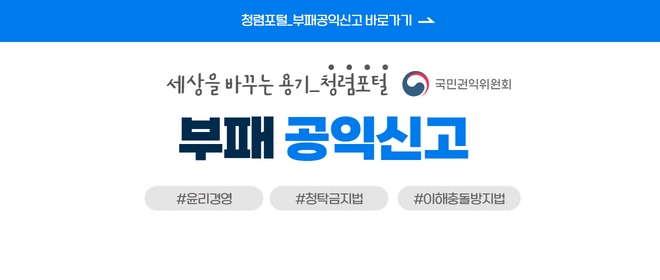 청렴포털_부패공익신고 바로가기
세상을 바꾸는 용기_청렴포털 국민권익위원회
부패 공익신고
#윤리경영 #청탁금지법 #이해충돌방지법